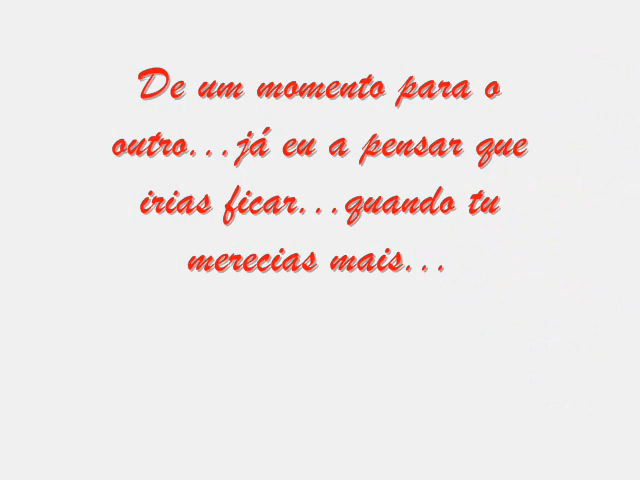 De um momento para o
outro...já eu a pensar que
irias ficar...quando tu
merecias mais...